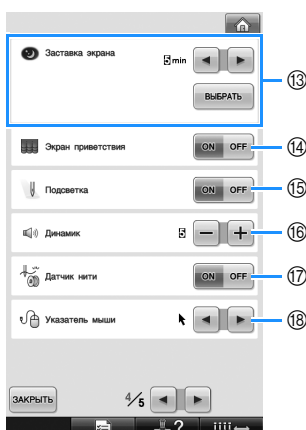 Заставка экрана
5 min
⑬
ВЫБРАТЬ
Экран приветствия
ON OFF
⑭
Подсветка
ON OFF
⑮
Динамик
5
⑯
Датчик нити
ON OFF
⑰
Указатель мыши
⑱
ЗАКРЫТЬ
4/5
?